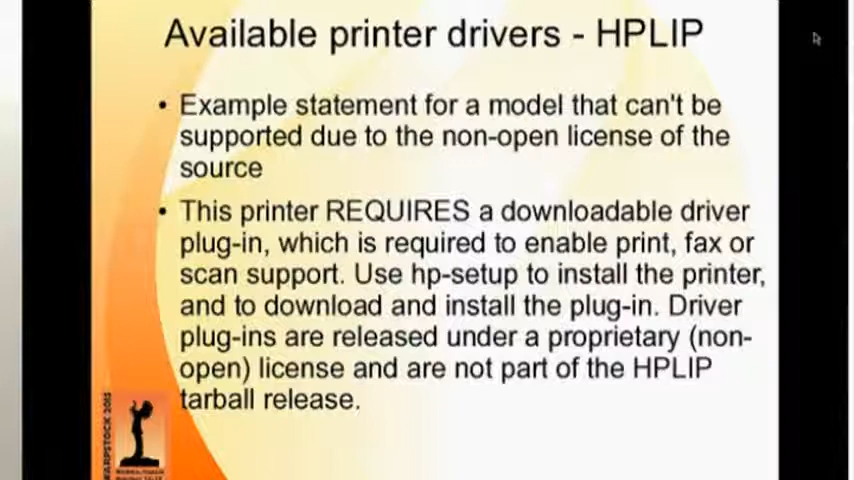 Available printer drivers - HPLIP
• Example statement for a model that can't be
supported due to the non-open license of the
source
• This printer REQUIRES a downloadable driver
plug-in, which is required to enable print, fax or
scan support. Use hp-setup to install the printer,
and to download and install the plug-in. Driver
plug-ins are released under a proprietary (non-
open) license and are not part of the HPLIP
tarball release.
WARPSTOCK 2015